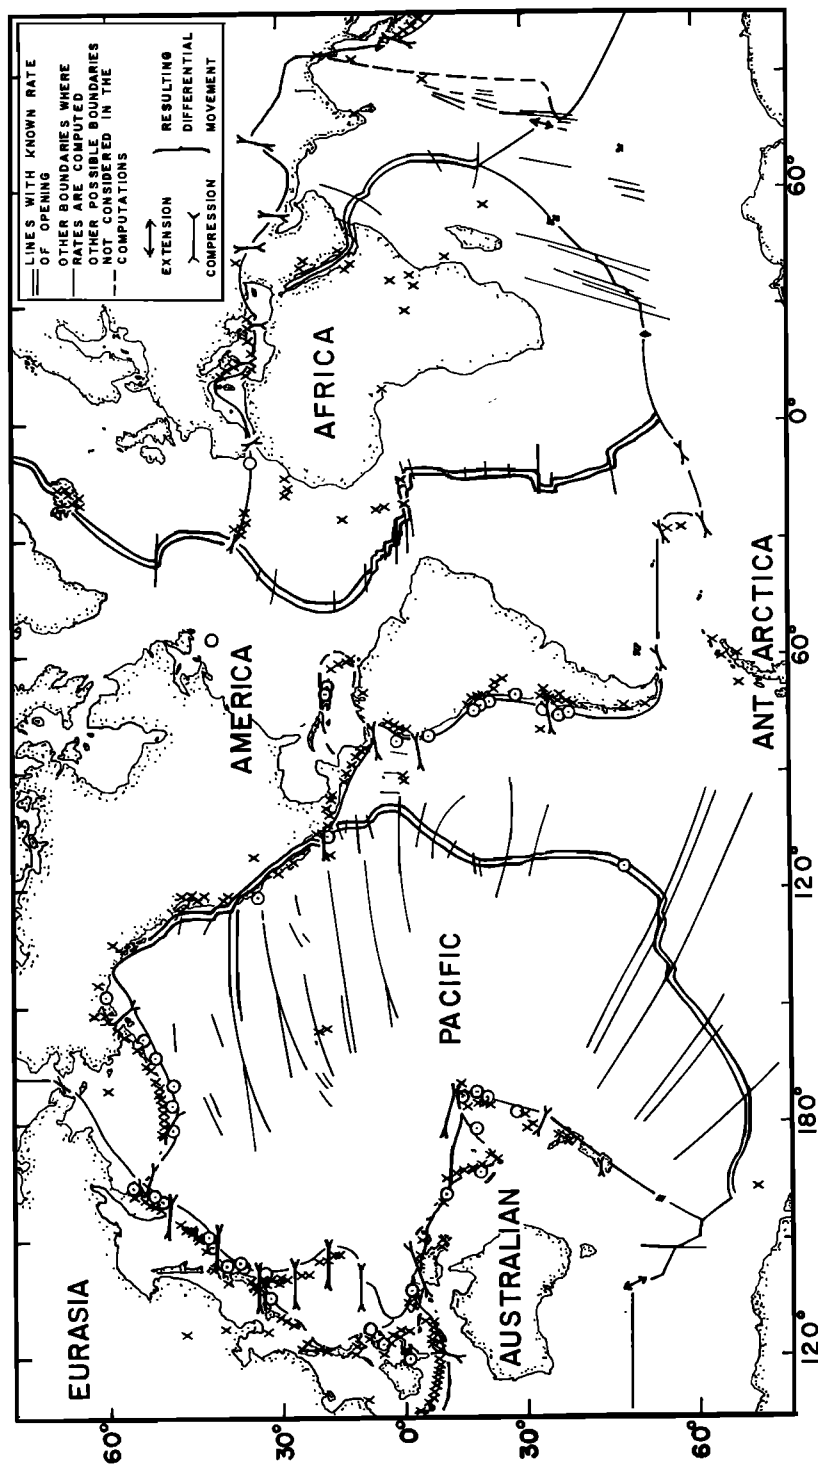 LINES WITH KNOWN RATE
OF OPENING
OTHER BOUNDARIES WHERE
RATES ARE COMPUTED
OTHER POSSIBLE BOUNDARIES
NOT CONSIDERED IN THE
COMPUTATIONS
EXTENSION
COMPRESSION
RESULTING
DIFFERENTIAL
MOVEMENT
EURASIA
AMERICA
AFRICA
PACIFIC
AUSTRALIAN
ANTARCTICA
60°
30°
0°
30°
60°
120°
180°
120°
60°
0°
60°